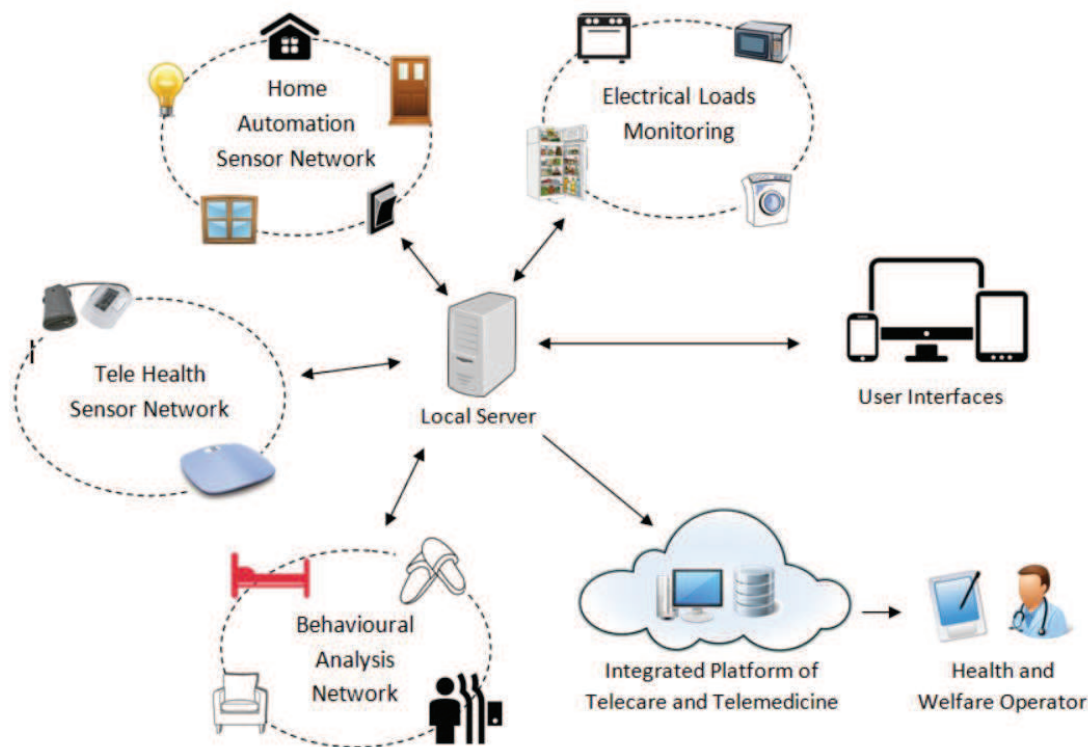 Home
Automation
Sensor Network
Electrical Loads
Monitoring
Tele Health
Sensor Network
Local Server
User Interfaces
Behavioural
Analysis
Network
Integrated Platform of
Telecare and Telemedicine
Health and
Welfare Operator